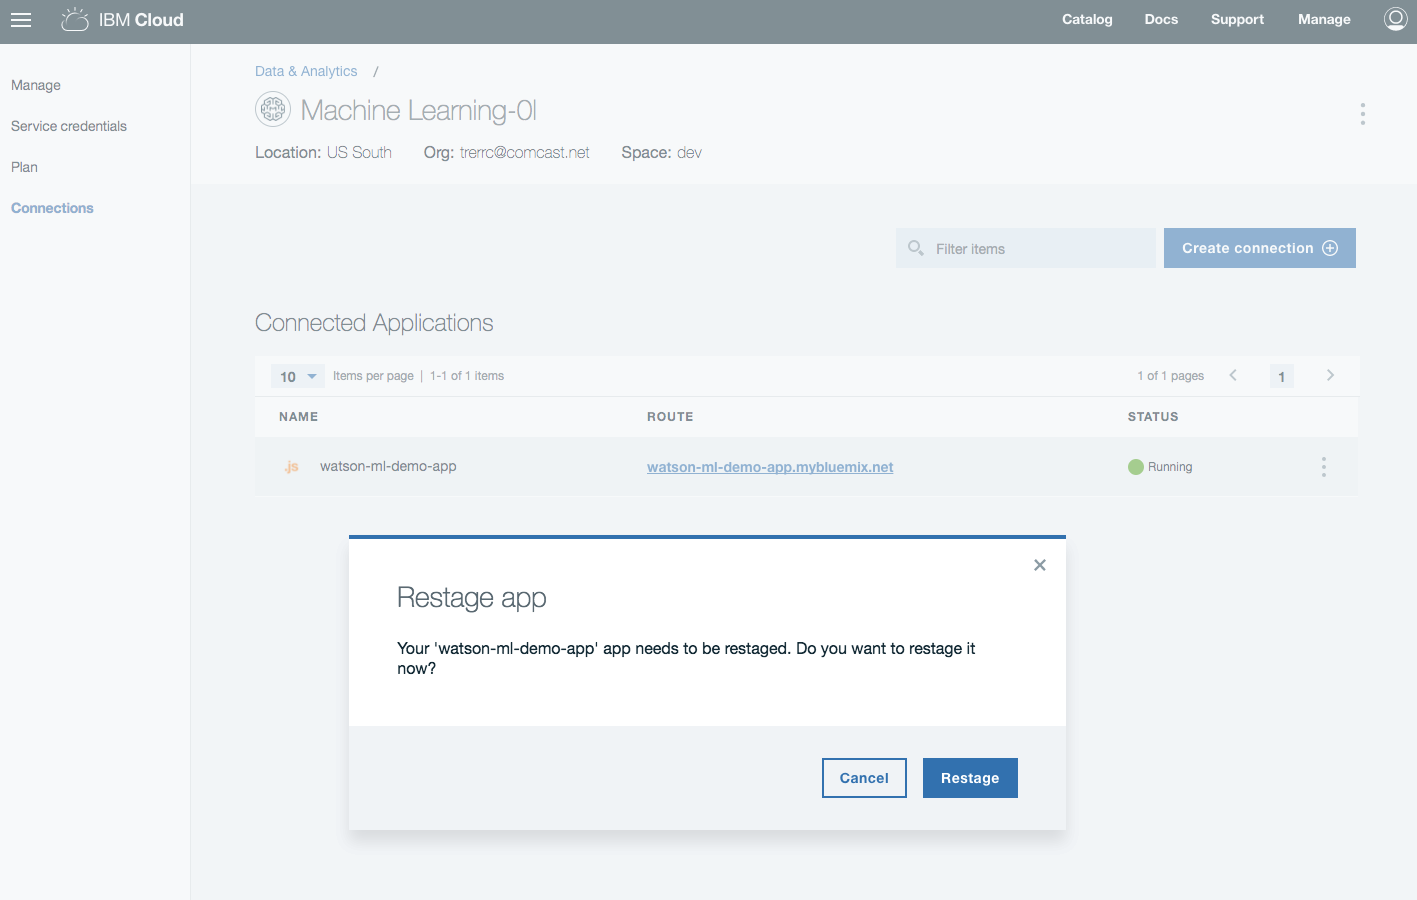 IBM Cloud
Catalog Docs Support Manage
Manage
Service credentials
Plan
Connections
Data & Analytics /
Machine Learning-0l
Location: US South Org: trerrc@comcast.net Space: dev
Filter items
Create connection
Connected Applications
10 Items per page | 1-1 of 1 items 1 of 1 pages 1
NAME ROUTE STATUS
.js watson-ml-demo-app watson-ml-demo-app.mybluemix.net Running
Restage app
Your 'watson-ml-demo-app' app needs to be restaged. Do you want to restage it
now?
Cancel Restage